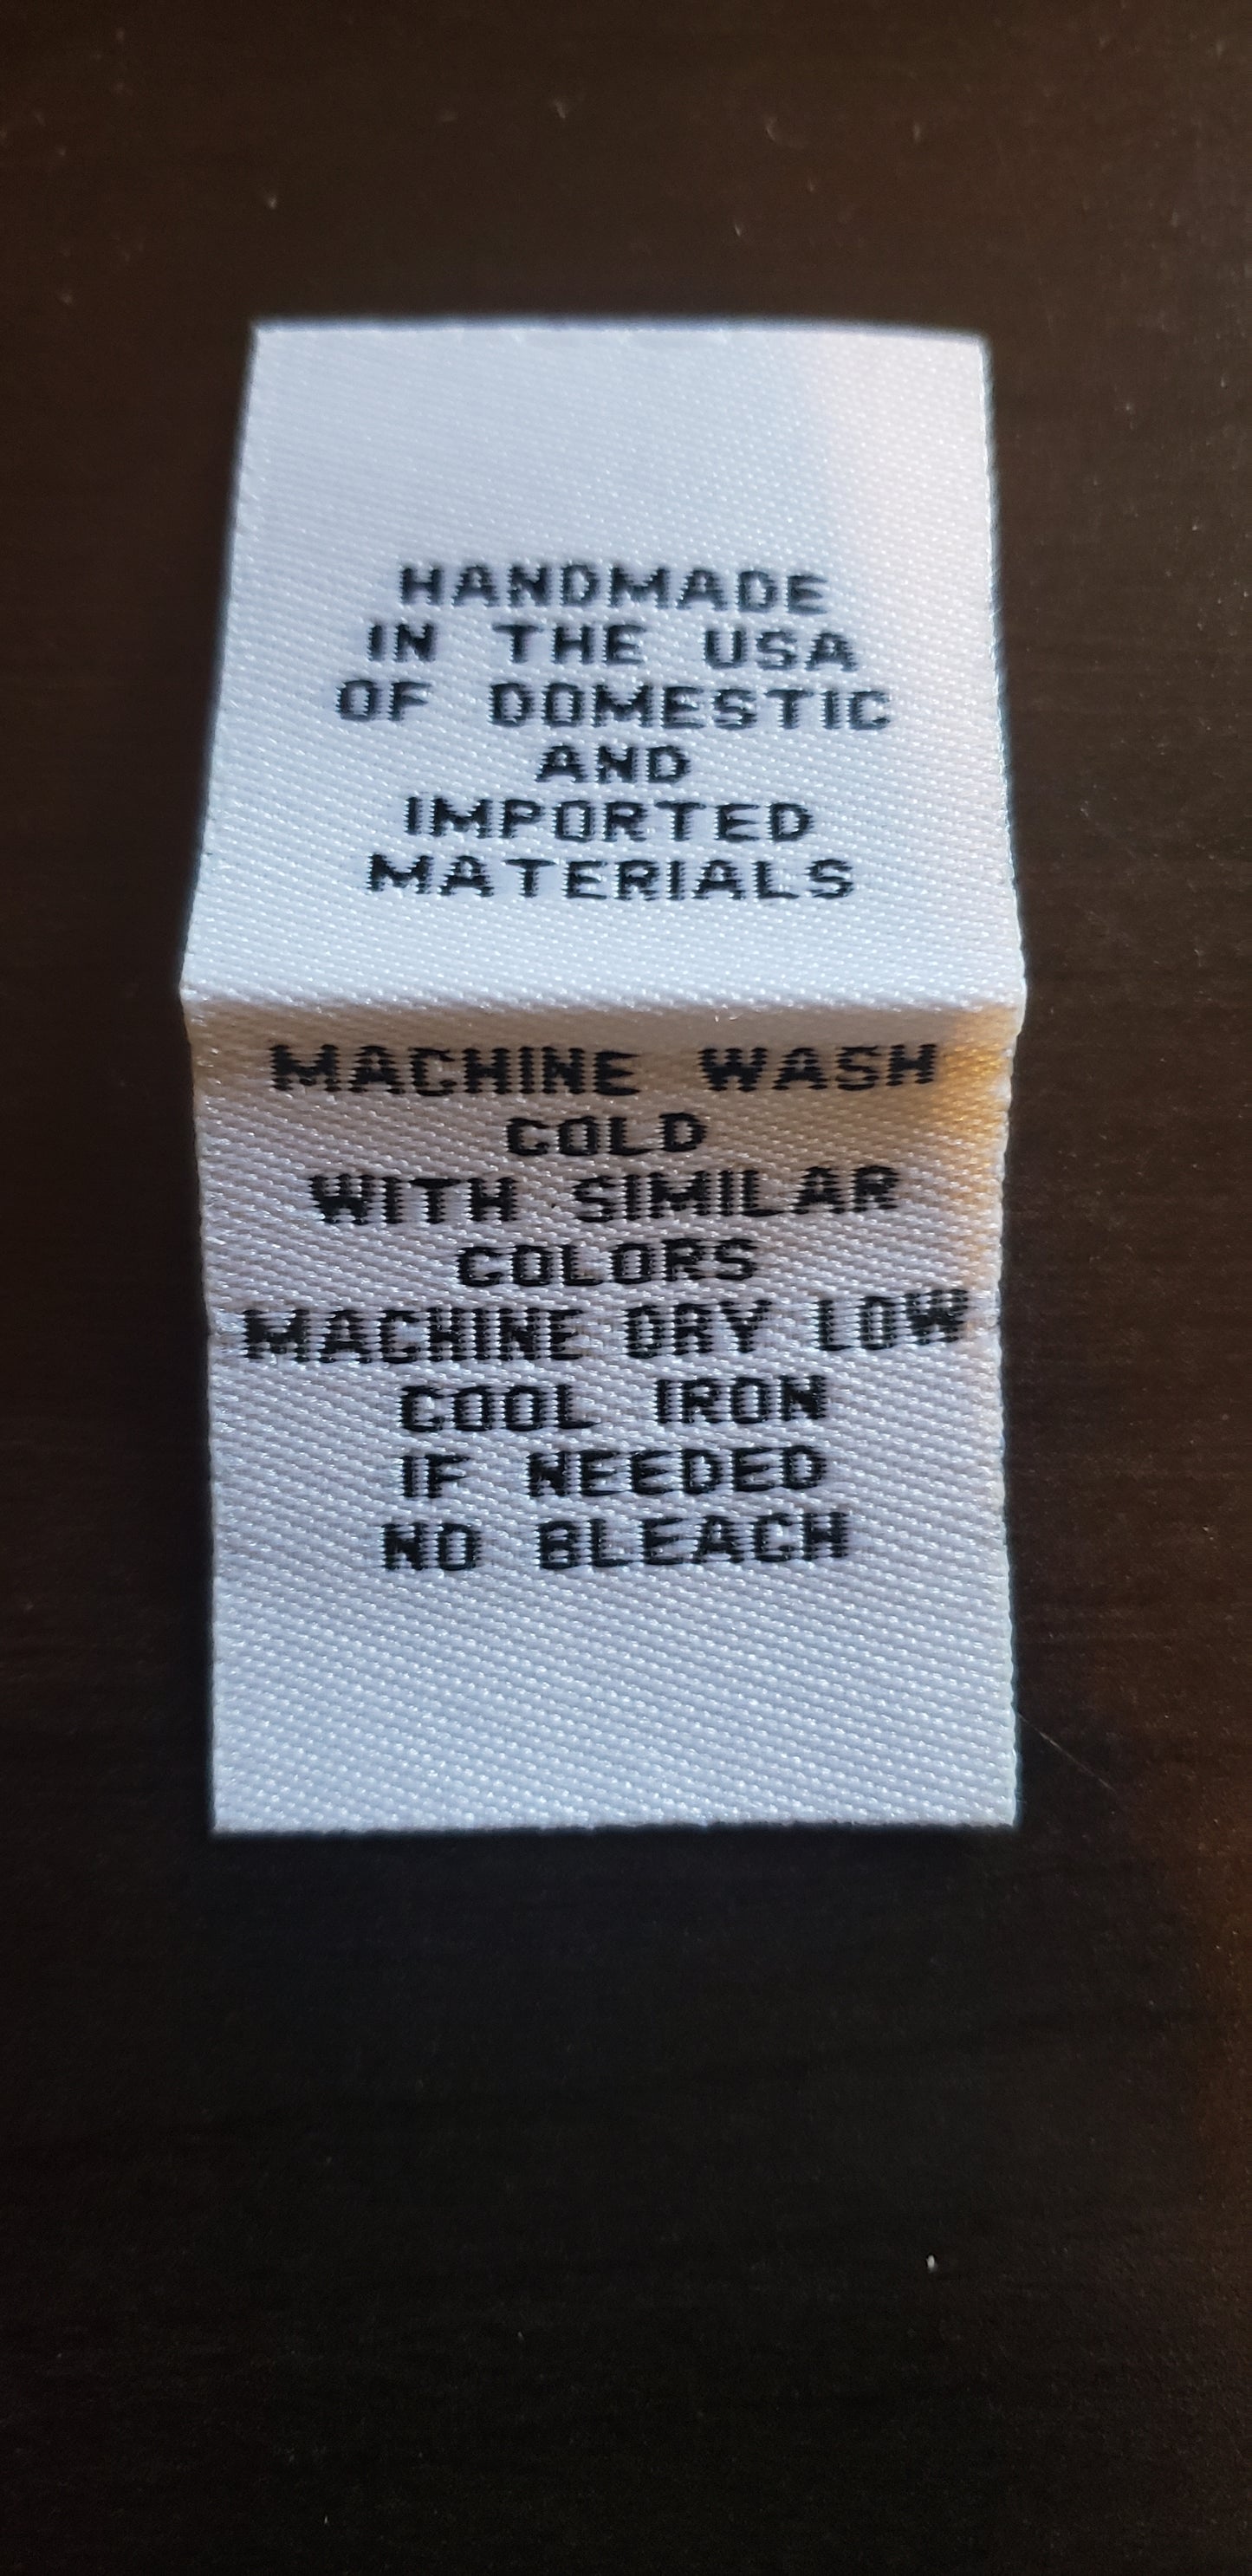 HANDMADE
IN THE USA
OF DOMESTIC
AND
IMPORTED
MATERIALS
MACHINE WASH
COLD
WITH SIMILAR
COLORS
MACHINE DRY LOW
COOL IRON
IF NEEDED
NO BLEACH